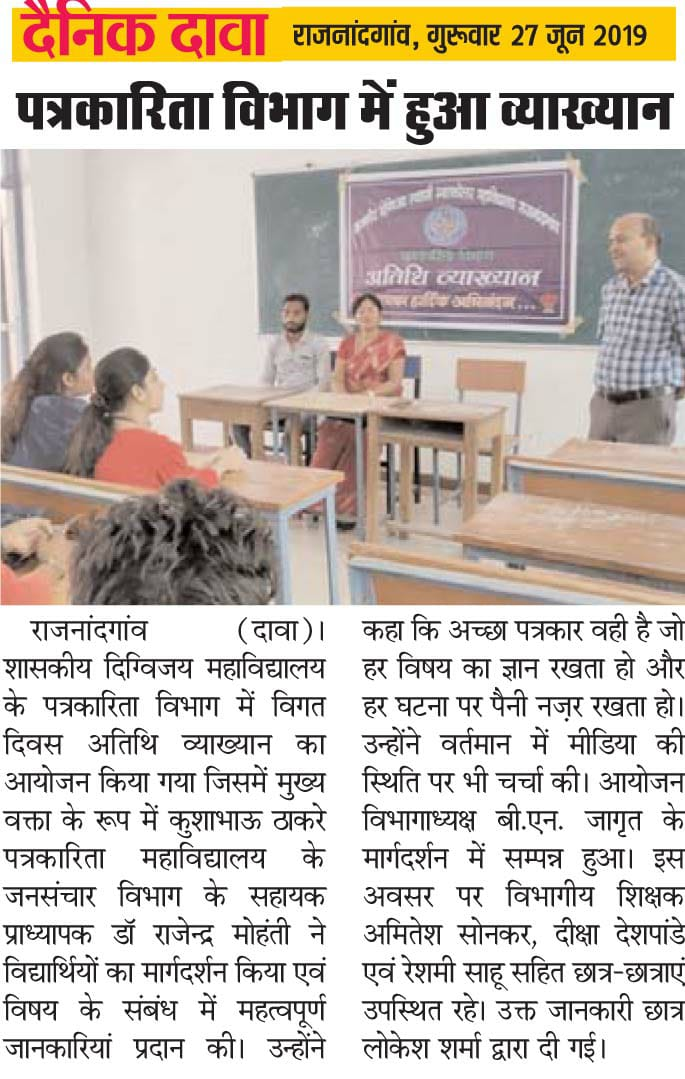 दैनिक दावा
राजनांदगांव, गुरूवार 27 जून 2019
पत्रकारिता विभाग में हुआ व्याख्यान
अतिथि व्याख्यान
हार्दिक अभिनंदन...
राजनांदगांव (दावा)।
शासकीय दिग्विजय महाविद्यालय
के पत्रकारिता विभाग में विगत
दिवस अतिथि व्याख्यान का
आयोजन किया गया जिसमें मुख्य
वक्ता के रूप में कुशाभाऊ ठाकरे
पत्रकारिता महाविद्यालय के
जनसंचार विभाग के सहायक
प्राध्यापक डॉ राजेन्द्र मोहंती ने
विद्यार्थियों का मार्गदर्शन किया एवं
विषय के संबंध में महत्वपूर्ण
जानकारियां प्रदान की। उन्होंने
कहा कि अच्छा पत्रकार वही है जो
हर विषय का ज्ञान रखता हो और
हर घटना पर पैनी नज़र रखता हो।
उन्होंने वर्तमान में मीडिया की
स्थिति पर भी चर्चा की। आयोजन
विभागाध्यक्ष बी.एन. जागृत के
मार्गदर्शन में सम्पन्न हुआ। इस
अवसर पर विभागीय शिक्षक
अमितेश सोनकर, दीक्षा देशपांडे
एवं रेशमी साहू सहित छात्र-छात्राएं
उपस्थित रहे। उक्त जानकारी छात्र
लोकेश शर्मा द्वारा दी गई।